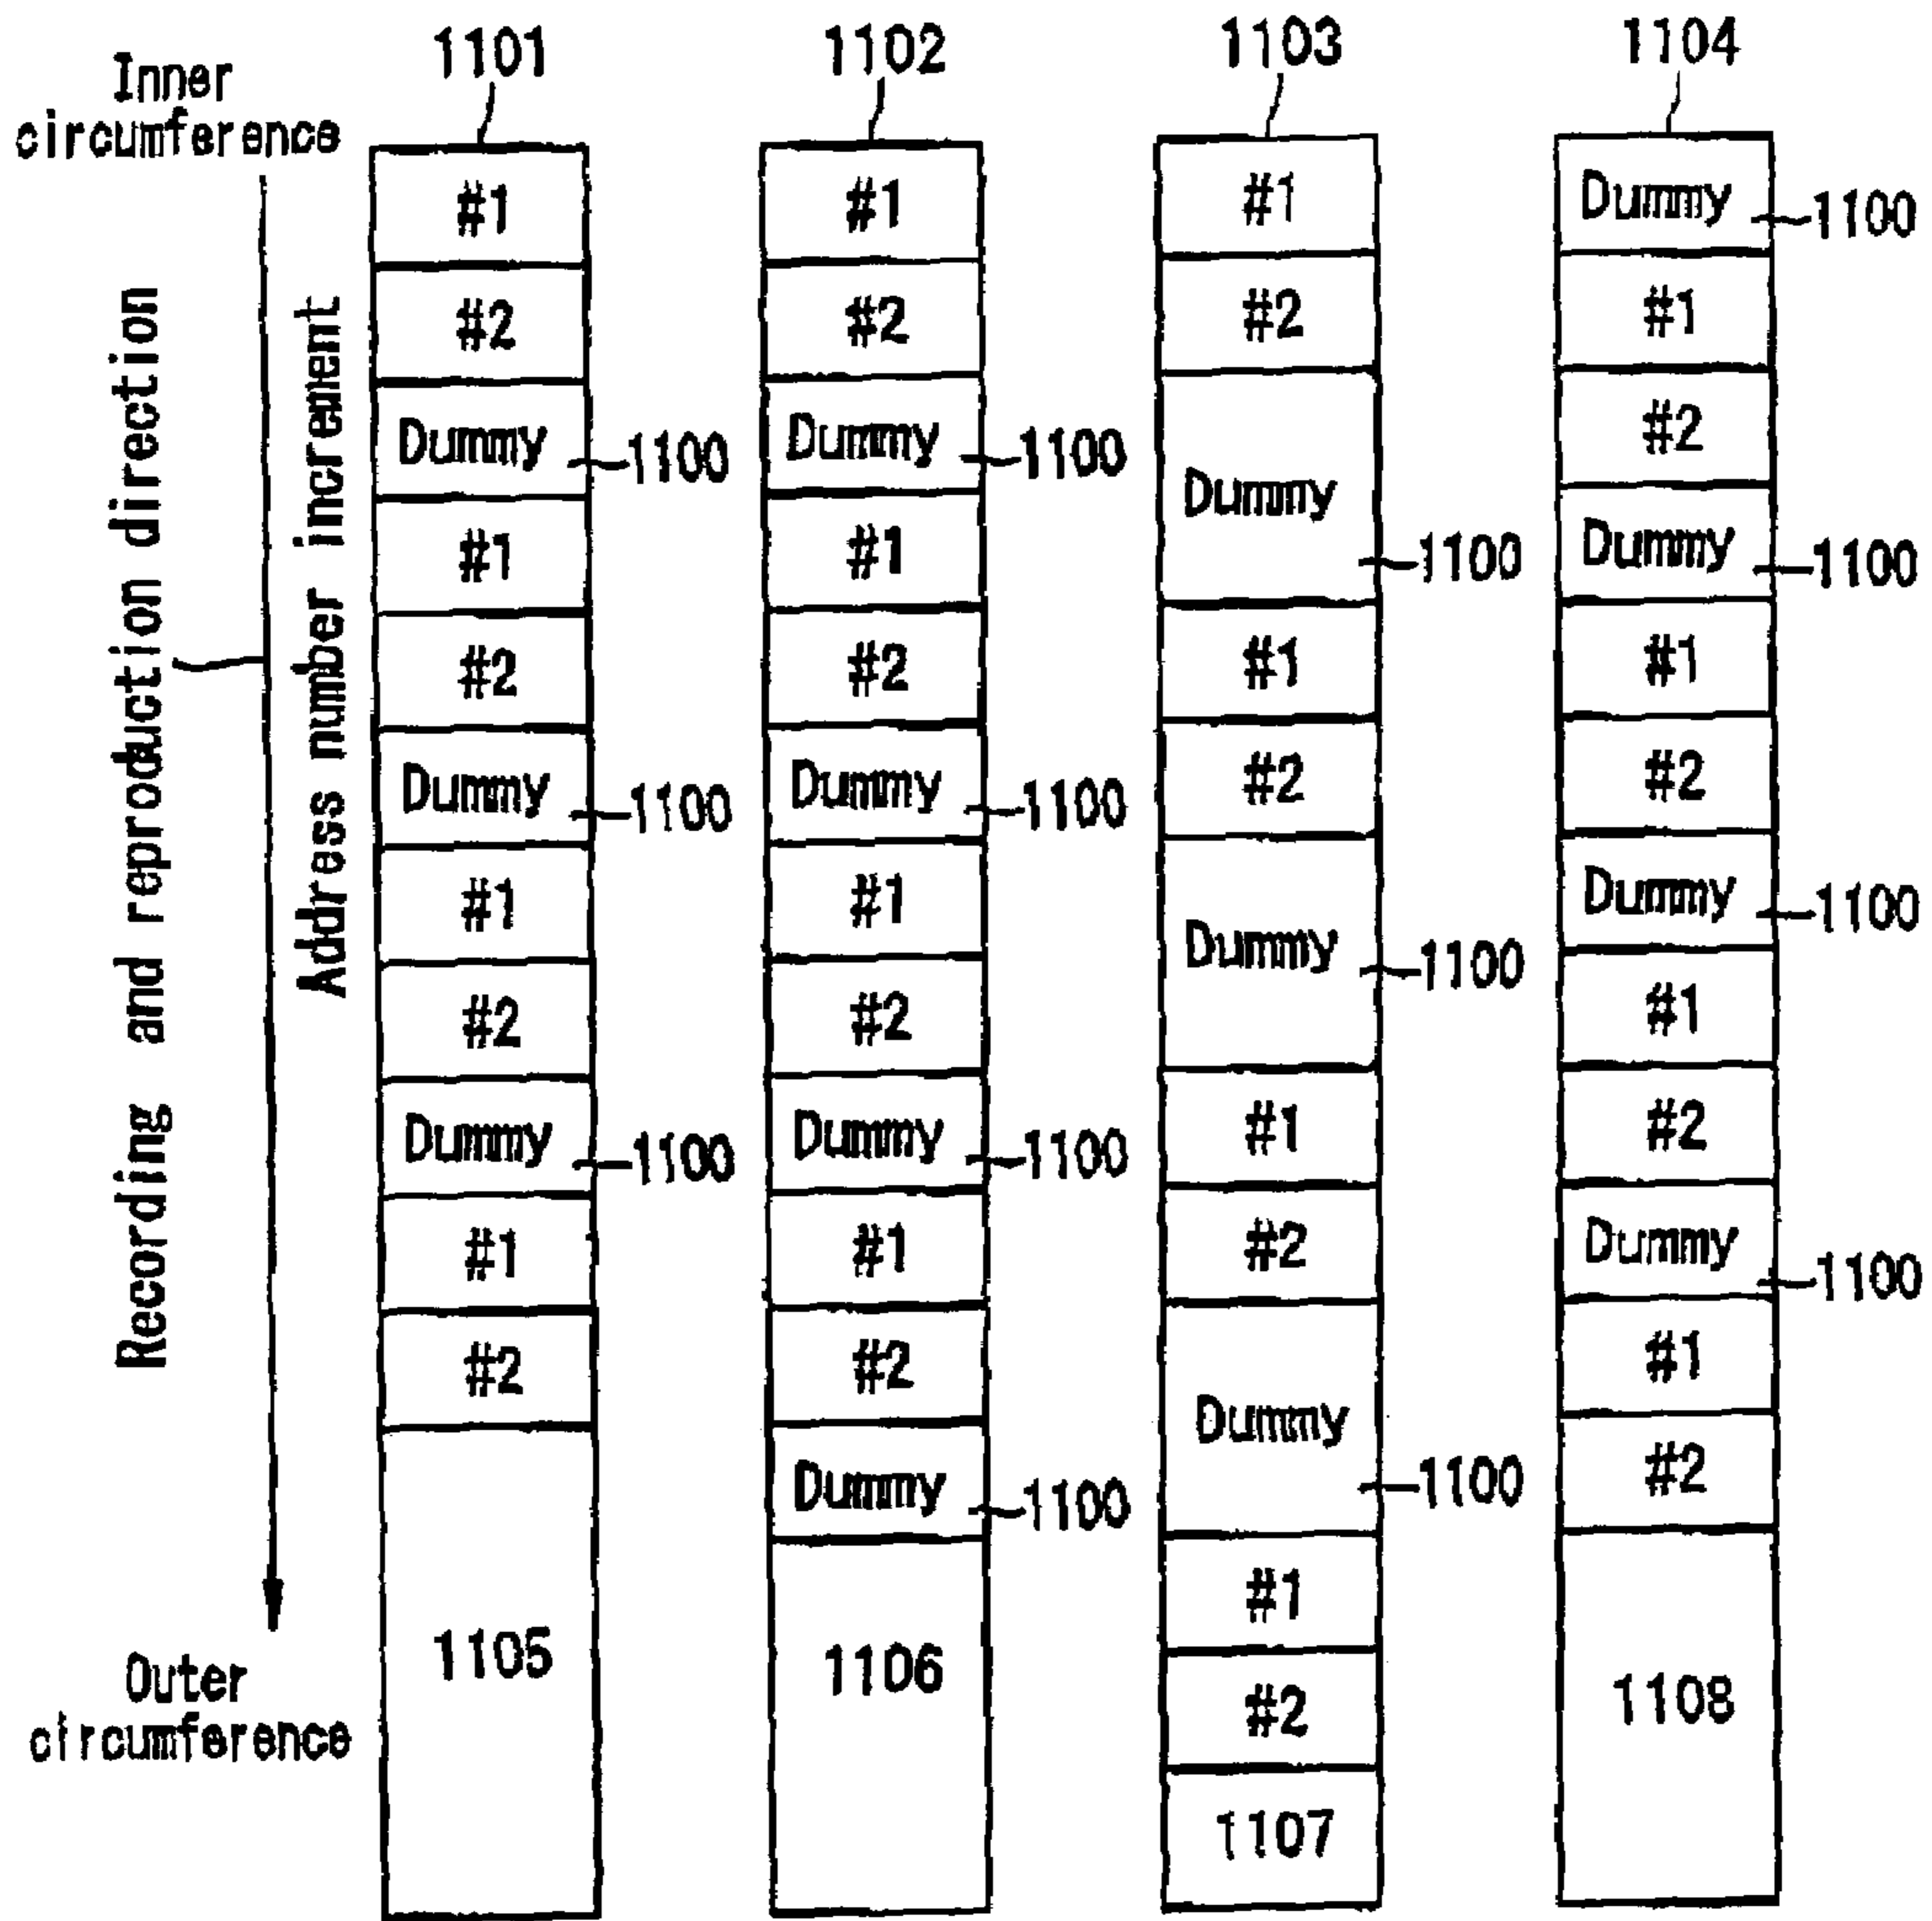 Inner
circumference
Recording and reproduction direction
Address number increment
Outer
circumference
1101
#1
#2
Dummy
1100
#1
#2
Dummy
1100
#1
#2
Dummy
1100
#1
#2
1105
1102
#1
#2
Dummy
1100
#1
#2
Dummy
1100
#1
#2
Dummy
1100
#1
#2
Dummy
1100
1106
1103
#1
#2
Dummy
1100
#1
#2
Dummy
1100
#1
#2
Dummy
1100
#1
#2
1107
1104
Dummy
1100
#1
#2
Dummy
1100
#1
#2
Dummy
1100
#1
#2
Dummy
1100
#1
#2
1108